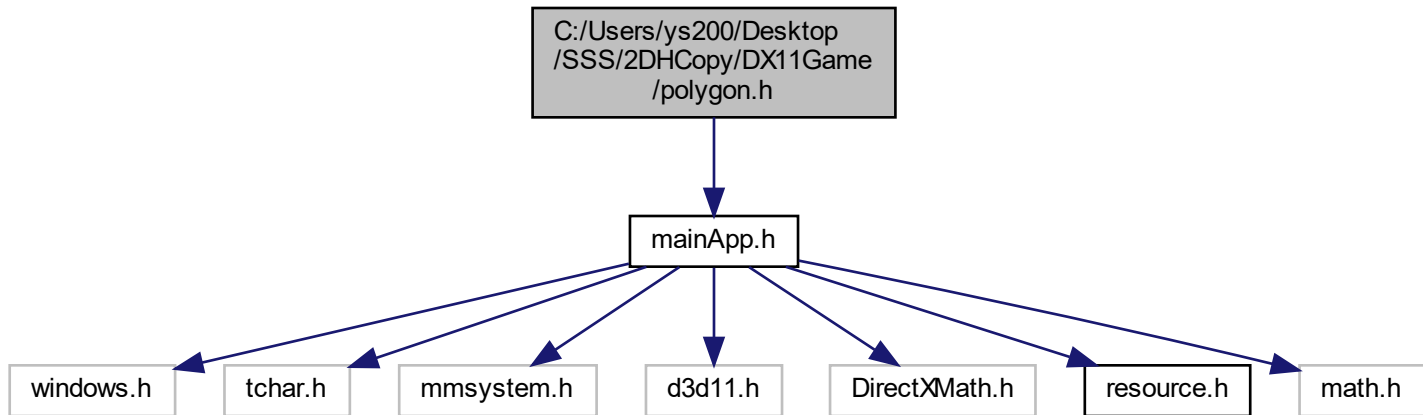 C:/Users/ys200/Desktop
/SSS/2DHCopy/DX11Game
/polygon.h
mainApp.h
windows.h
tchar.h
mmsystem.h
d3d11.h
DirectXMath.h
resource.h
math.h